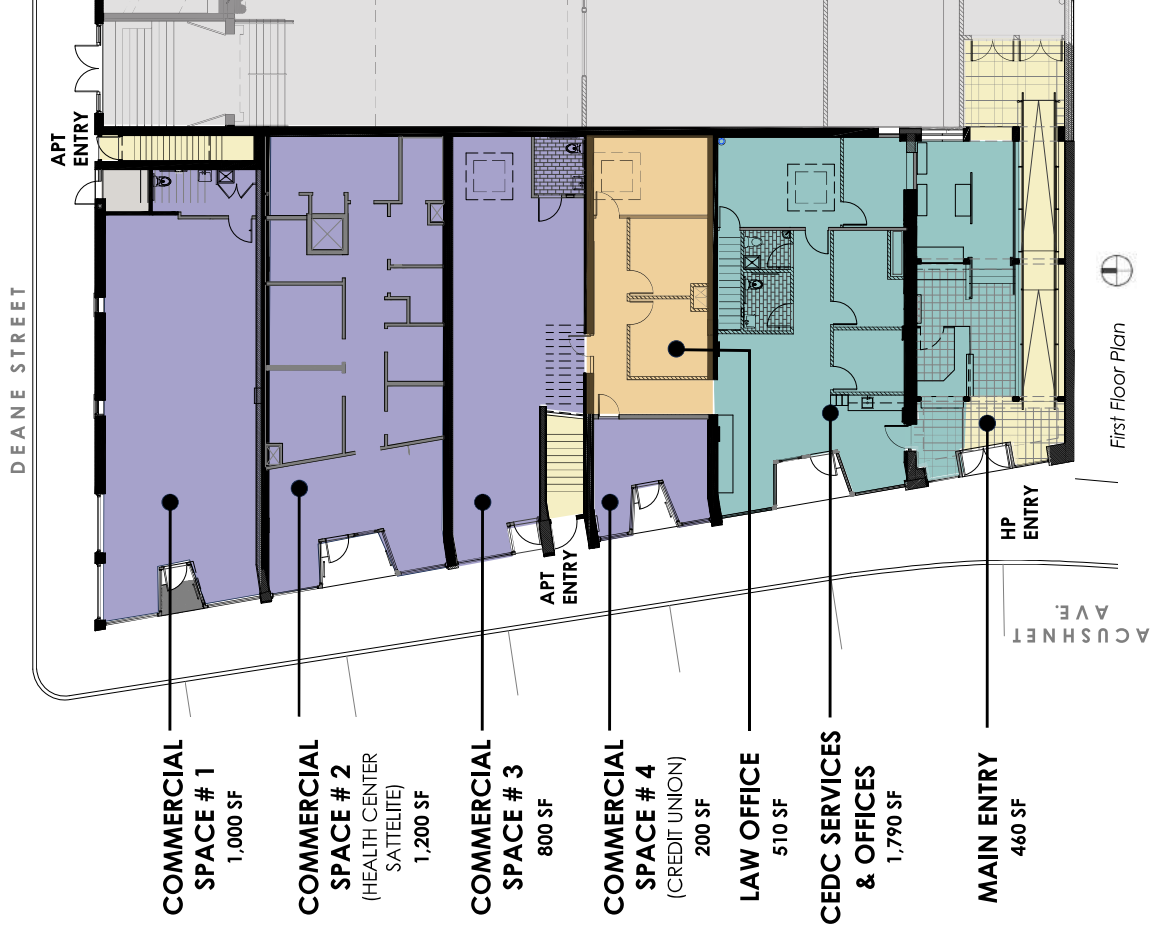 DEANE STREET
APT
ENTRY
APT
ENTRY
HP
ENTRY
First Floor Plan
ACUSHNET
AVE.
COMMERCIAL
SPACE # 1
1,000 SF
COMMERCIAL
SPACE # 2
(HEALTH CENTER
SATTELITE)
1,200 SF
COMMERCIAL
SPACE # 3
800 SF
COMMERCIAL
SPACE # 4
(CREDIT UNION)
200 SF
LAW OFFICE
510 SF
CEDC SERVICES
& OFFICES
1,790 SF
MAIN ENTRY
460 SF